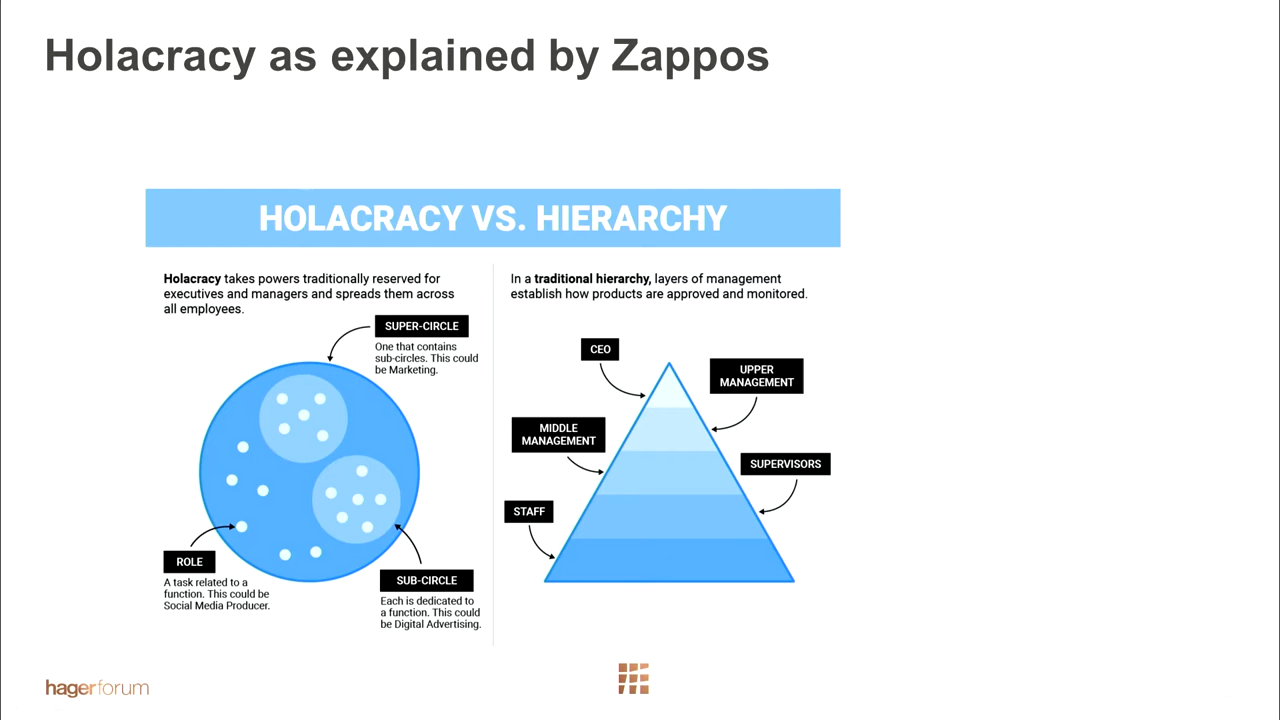 Holacracy as explained by Zappos
HOLACRACY VS. HIERARCHY
Holacracy takes powers traditionally reserved for
executives and managers and spreads them across
all employees.
SUPER-CIRCLE
One that contains
sub-circles. This could
be Marketing.
ROLE
A task related to a
function. This could be
Social Media Producer.
SUB-CIRCLE
Each is dedicated to
a function. This could
be Digital Advertising.
In a traditional hierarchy, layers of management
establish how products are approved and monitored.
CEO
UPPER
MANAGEMENT
MIDDLE
MANAGEMENT
SUPERVISORS
STAFF
hagerforum